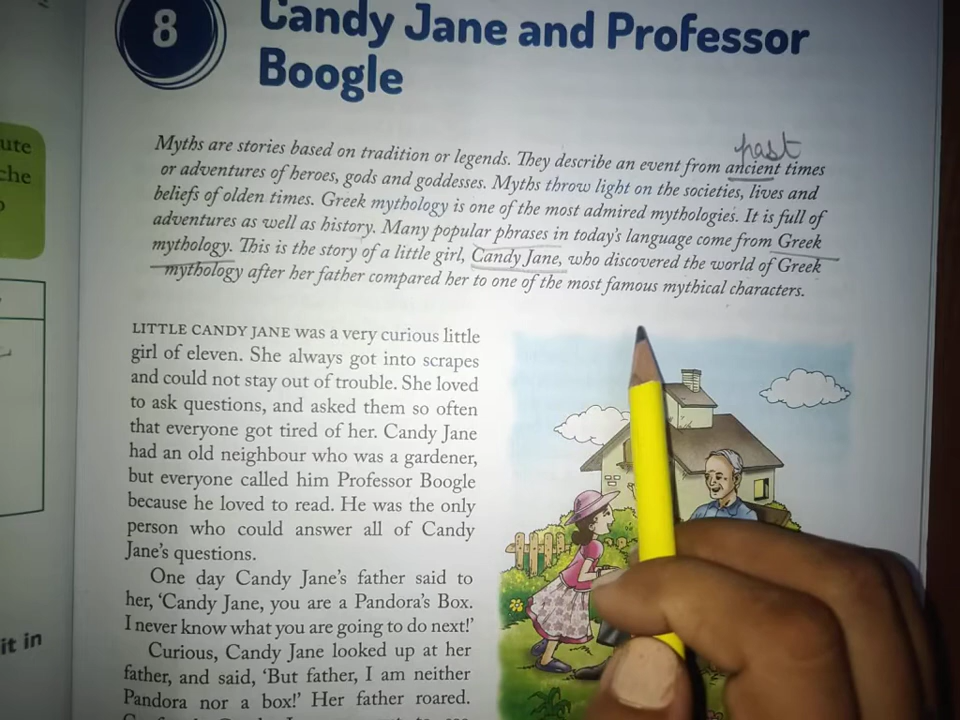 8
Candy Jane and Professor
Boogle
past
Myths are stories based on tradition or legends. They describe an event from ancient times
or adventures of heroes, gods and goddesses. Myths throw light on the societies, lives and
beliefs of olden times. Greek mythology is one of the most admired mythologies. It is full of
adventures as well as history. Many popular phrases in today's language come from Greek
mythology. This is the story of a little girl, Candy Jane, who discovered the world of Greek
mythology after her father compared her to one of the most famous mythical characters.
LITTLE CANDY JANE was a very curious little
girl of eleven. She always got into scrapes
and could not stay out of trouble. She loved
to ask questions, and asked them so often
that everyone got tired of her. Candy Jane
had an old neighbour who was a gardener,
but everyone called him Professor Boogle
because he loved to read. He was the only
person who could answer all of Candy
Jane's questions.
One day Candy Jane's father said to
her, 'Candy Jane, you are a Pandora's Box.
I never know what you are going to do next!'
Curious, Candy Jane looked up at her
father, and said, 'But father, I am neither
Pandora nor a box!' Her father roared.
ute
che
it in